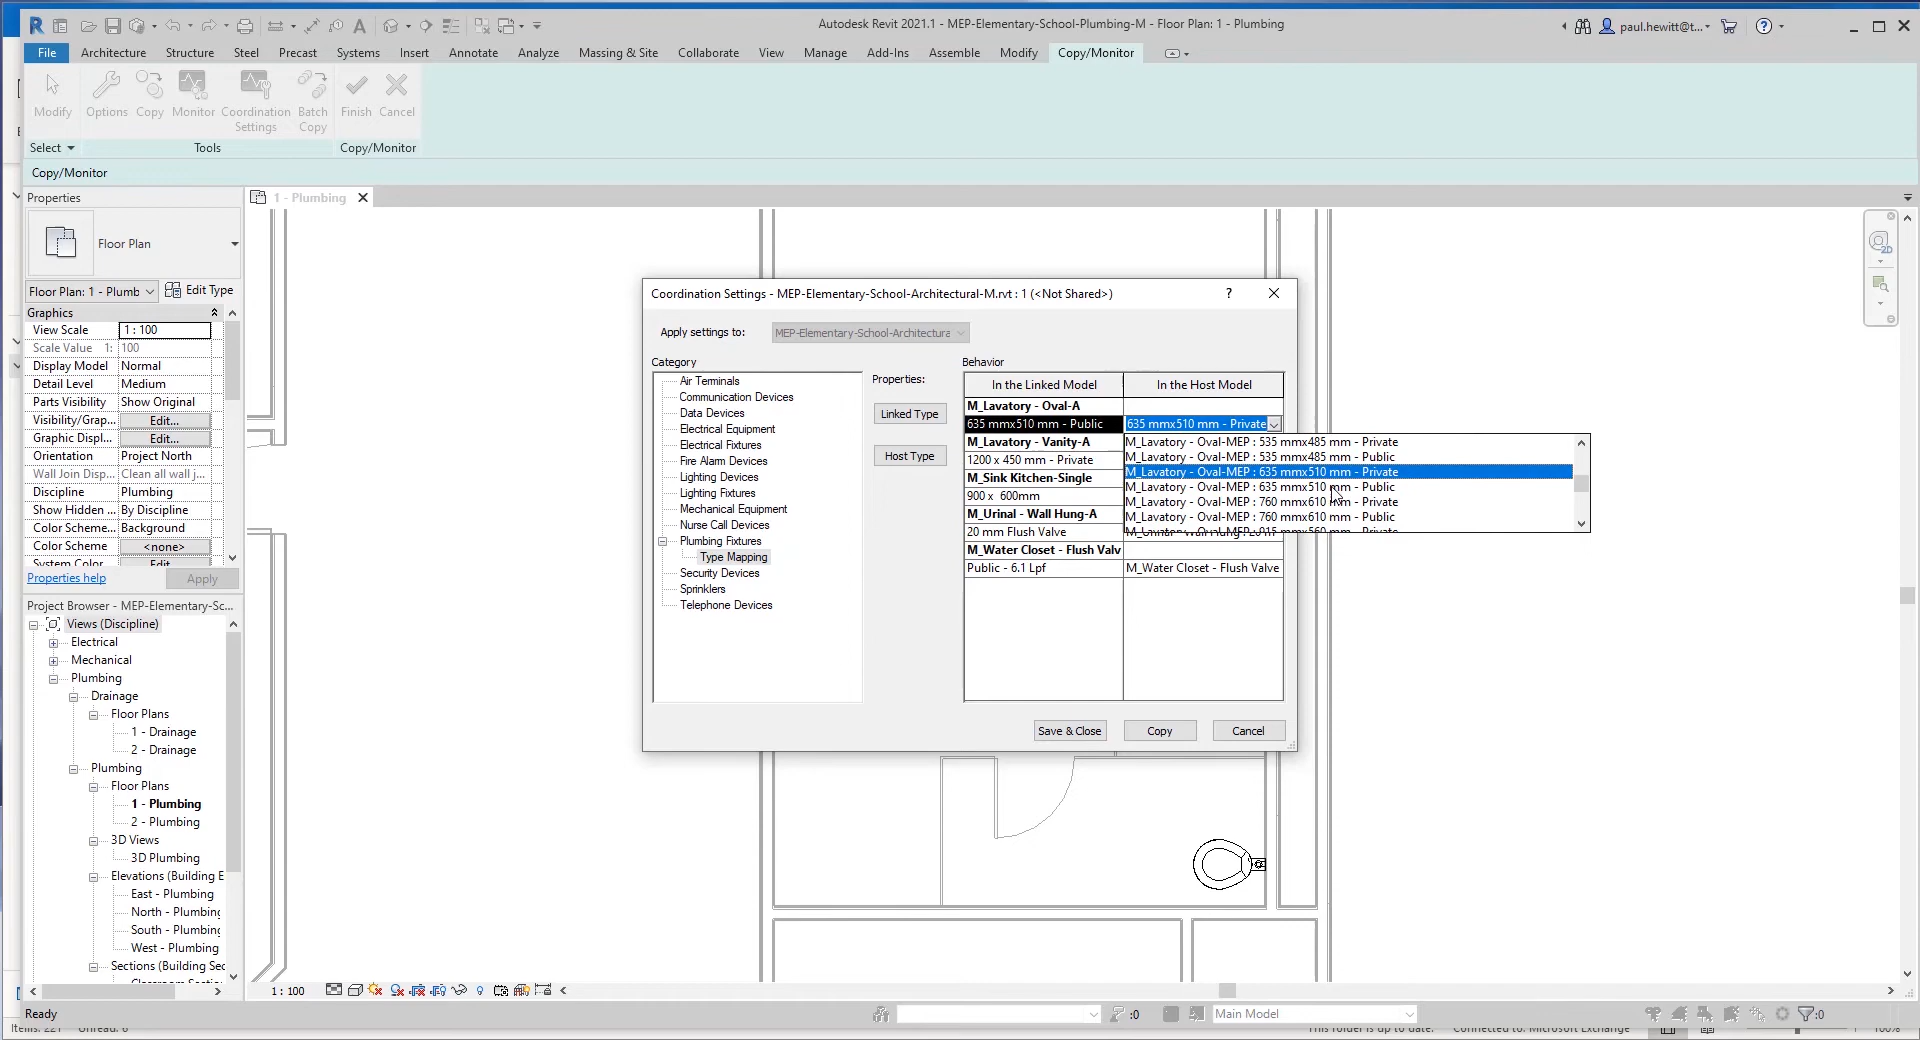 Autodesk Revit 2021.1 - MEP-Elementary-School-Plumbing-M - Floor Plan: 1 - Plumbing
paul.hewitt@t...
File Architecture Structure Steel Precast Systems Insert Annotate Analyze Massing & Site Collaborate View Manage Add-Ins Assemble Modify Copy/Monitor
Modify Options Copy Monitor Coordination Settings Batch Copy Finish Cancel
Select Tools Copy/Monitor
Copy/Monitor
Properties
1 - Plumbing
Floor Plan
Floor Plan: 1 - Plumb Edit Type
Graphics
View Scale 1 : 100
Scale Value 1: 100
Display Model Normal
Detail Level Medium
Parts Visibility Show Original
Visibility/Grap... Edit...
Graphic Displ... Edit...
Orientation Project North
Wall Join Disp... Clean all wall j...
Discipline Plumbing
Show Hidden ... By Discipline
Color Scheme... Background
Color Scheme <none>
System Color Edit
Properties help Apply
Project Browser - MEP-Elementary-Sc...
Views (Discipline)
Electrical
Mechanical
Plumbing
Drainage
Floor Plans
1 - Drainage
2 - Drainage
Plumbing
Floor Plans
1 - Plumbing
2 - Plumbing
3D Views
3D Plumbing
Elevations (Building E
East - Plumbing
North - Plumbing
South - Plumbing
West - Plumbing
Sections (Building Sec
Coordination Settings - MEP-Elementary-School-Architectural-M.rvt : 1 (<Not Shared>)
Apply settings to: MEP-Elementary-School-Architectura
Category
Air Terminals
Communication Devices
Data Devices
Electrical Equipment
Electrical Fixtures
Fire Alarm Devices
Lighting Devices
Lighting Fixtures
Mechanical Equipment
Nurse Call Devices
Plumbing Fixtures
Type Mapping
Security Devices
Sprinklers
Telephone Devices
Properties:
Linked Type
Host Type
Behavior
In the Linked Model In the Host Model
M_Lavatory - Oval-A
635 mmx510 mm - Public 635 mmx510 mm - Private
M_Lavatory - Vanity-A
1200 x 450 mm - Private
M_Sink Kitchen-Single
900 x 600mm
M_Urinal - Wall Hung-A
20 mm Flush Valve
M_Water Closet - Flush Valv
Public - 6.1 Lpf M_Water Closet - Flush Valve
M_Lavatory - Oval-MEP : 535 mmx485 mm - Private
M_Lavatory - Oval-MEP : 535 mmx485 mm - Public
M_Lavatory - Oval-MEP : 635 mmx510 mm - Private
M_Lavatory - Oval-MEP : 635 mmx510 mm - Public
M_Lavatory - Oval-MEP : 760 mmx610 mm - Private
M_Lavatory - Oval-MEP : 760 mmx610 mm - Public
Save & Close Copy Cancel
1 : 100
Ready
:0
Main Model
:0